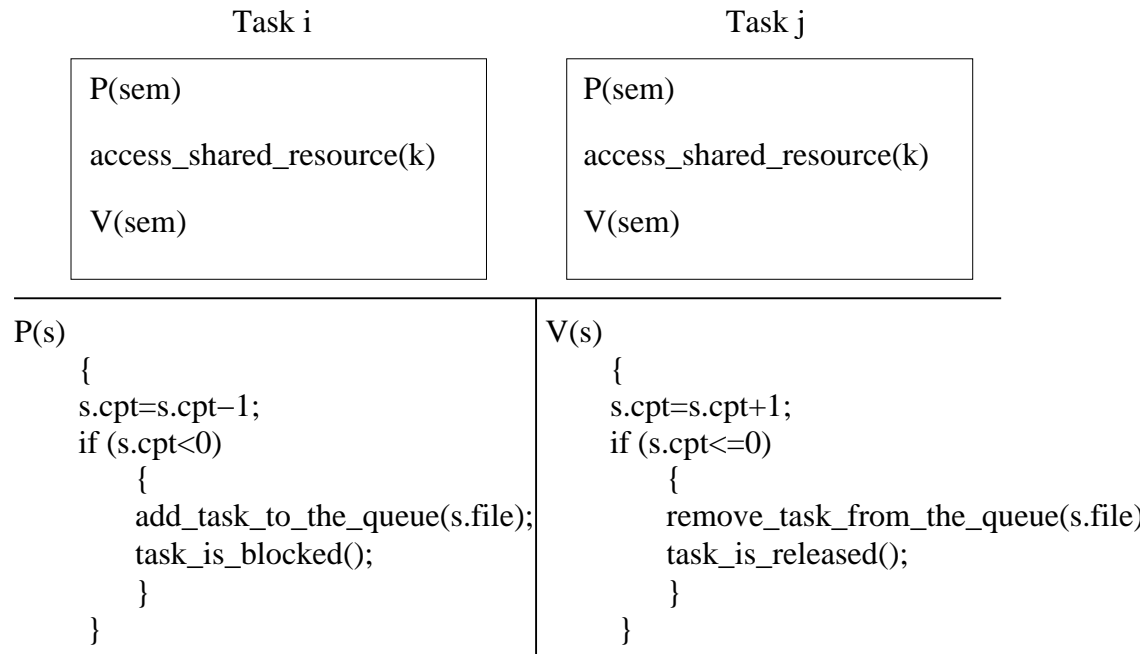 Task i
P(sem)
access_shared_resource(k)
V(sem)
Task j
P(sem)
access_shared_resource(k)
V(sem)
P(s)
{
s.cpt=s.cpt−1;
if (s.cpt<0)
{
add_task_to_the_queue(s.file);
task_is_blocked();
}
}
V(s)
{
s.cpt=s.cpt+1;
if (s.cpt<=0)
{
remove_task_from_the_queue(s.file)
task_is_released();
}
}